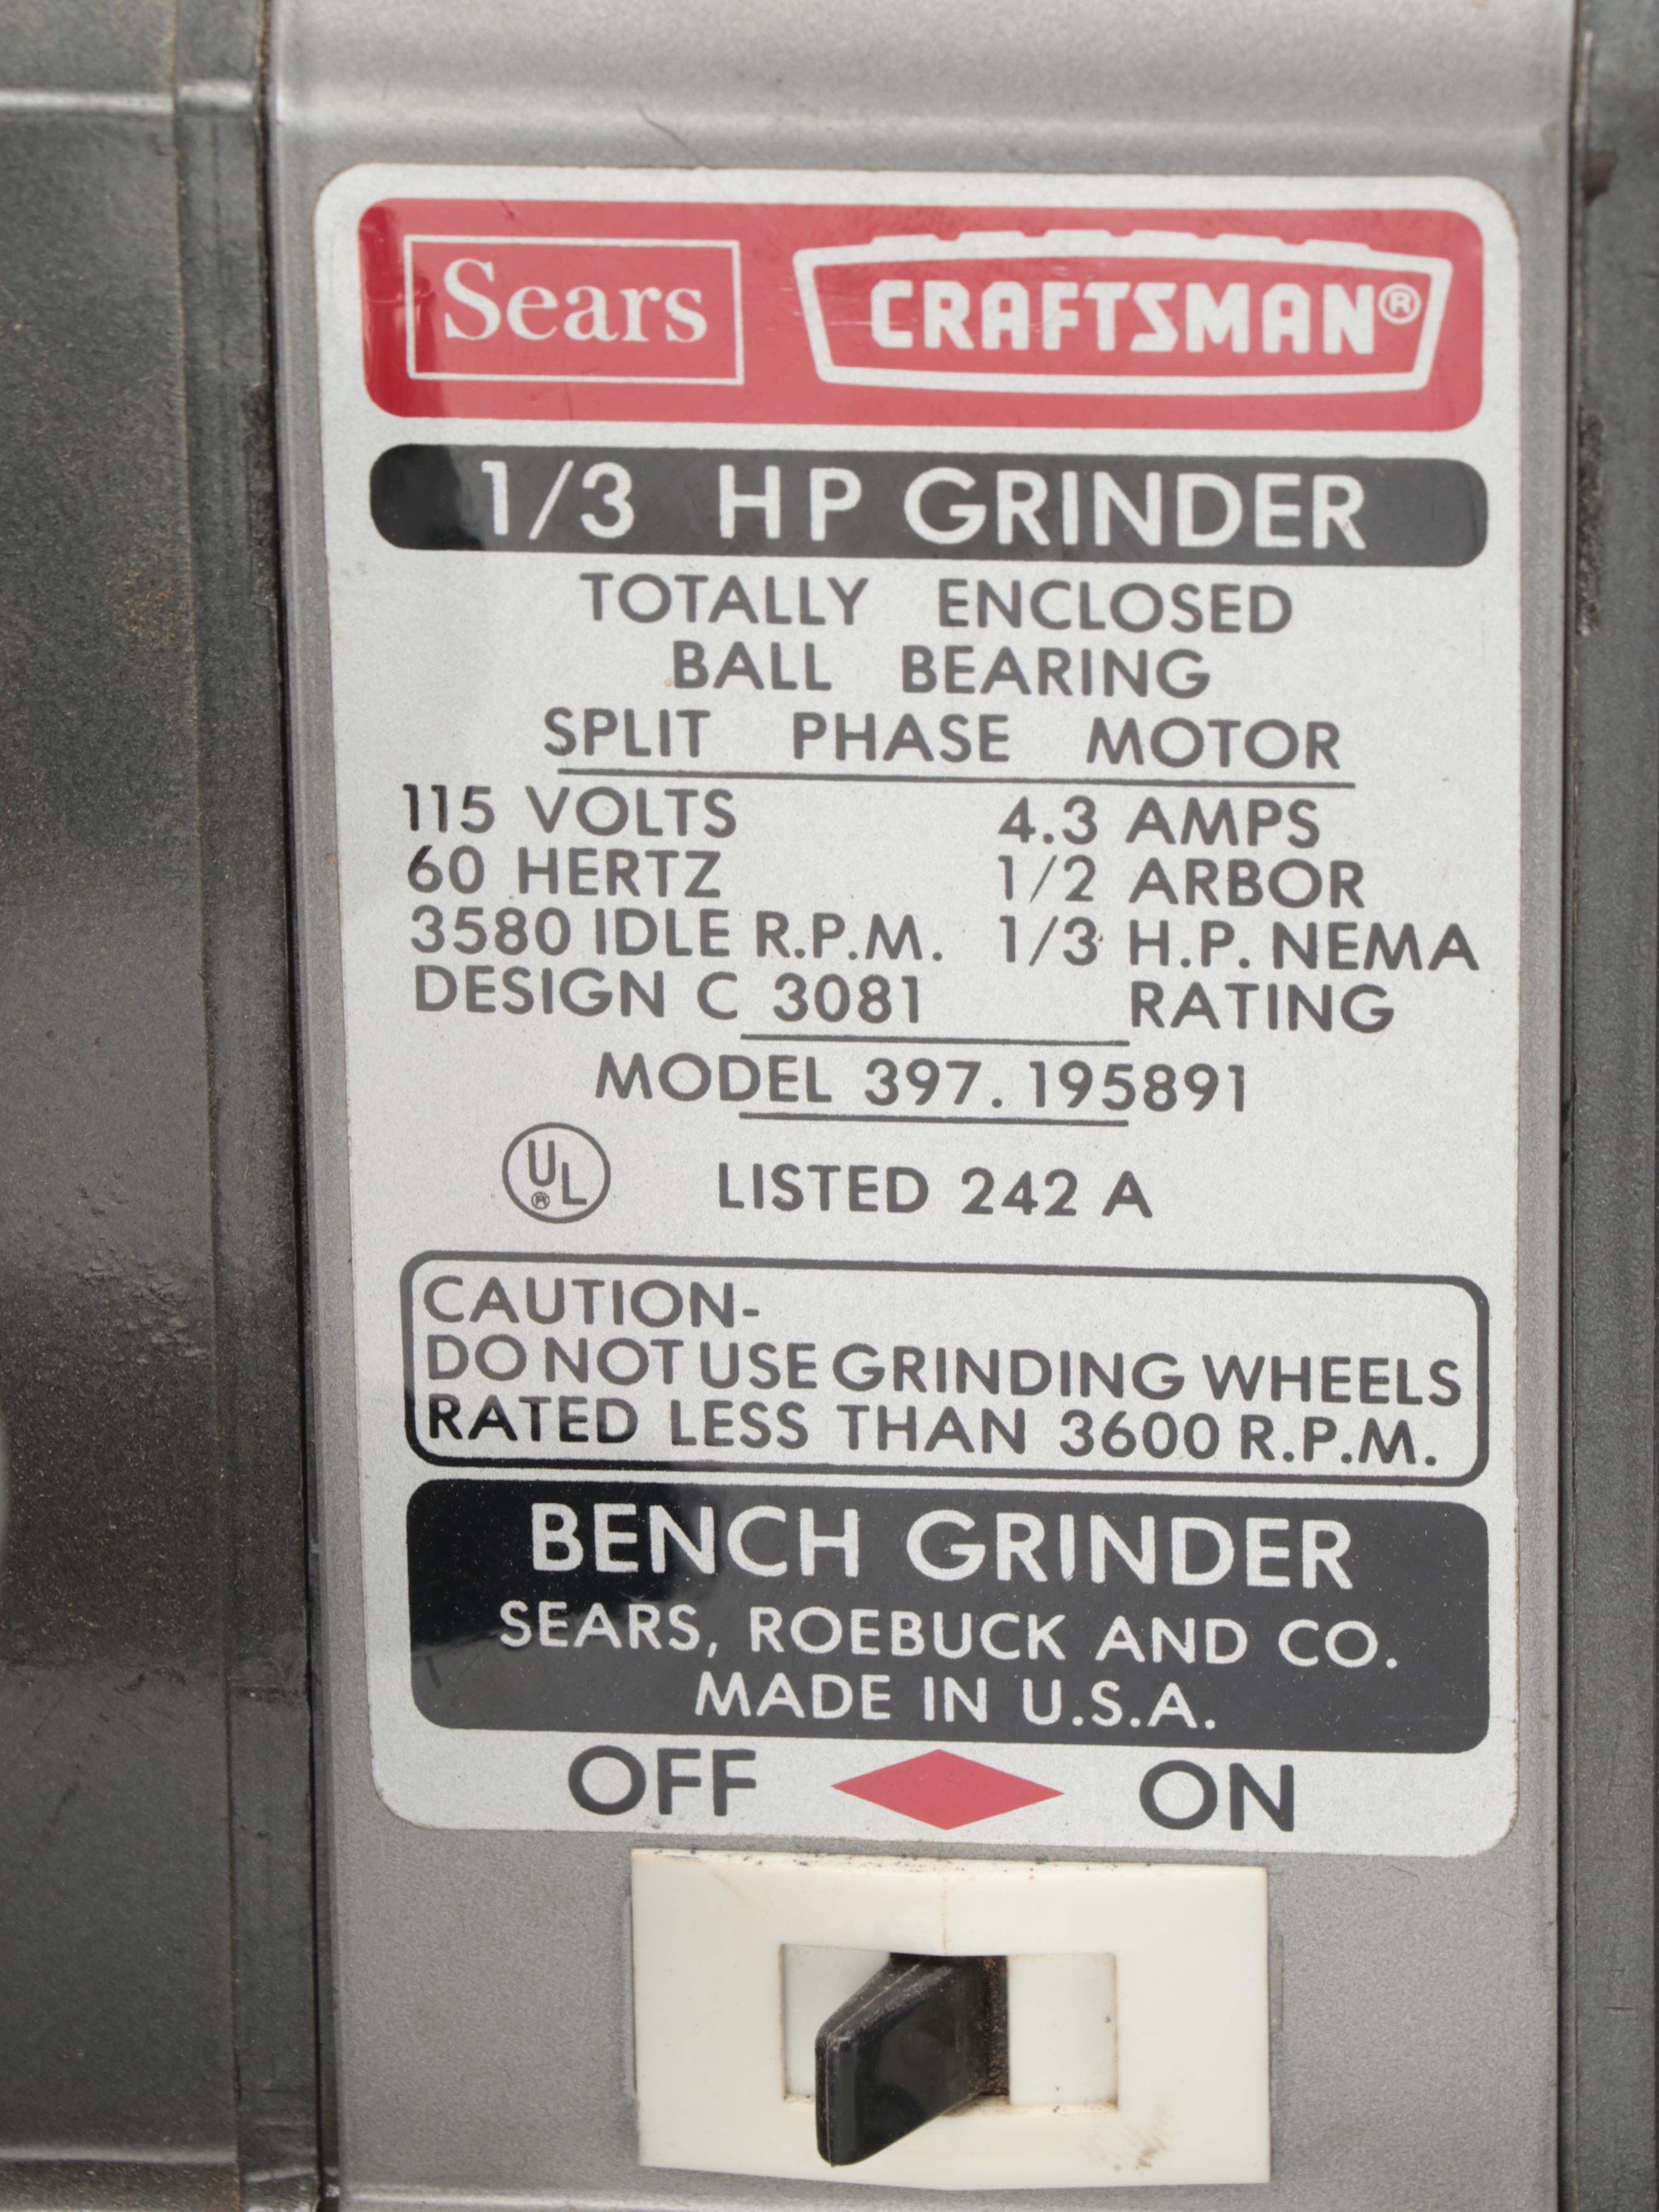 Sears CRAFTSMAN®
1/3 HP GRINDER
TOTALLY ENCLOSED
BALL BEARING
SPLIT PHASE MOTOR
115 VOLTS 4.3 AMPS
60 HERTZ 1/2 ARBOR
3580 IDLE R.P.M. 1/3 H.P. NEMA
DESIGN C 3081 RATING
MODEL 397.195891
UL® LISTED 242 A
CAUTION-
DO NOT USE GRINDING WHEELS
RATED LESS THAN 3600 R.P.M.
BENCH GRINDER
SEARS, ROEBUCK AND CO.
MADE IN U.S.A.
OFF ON